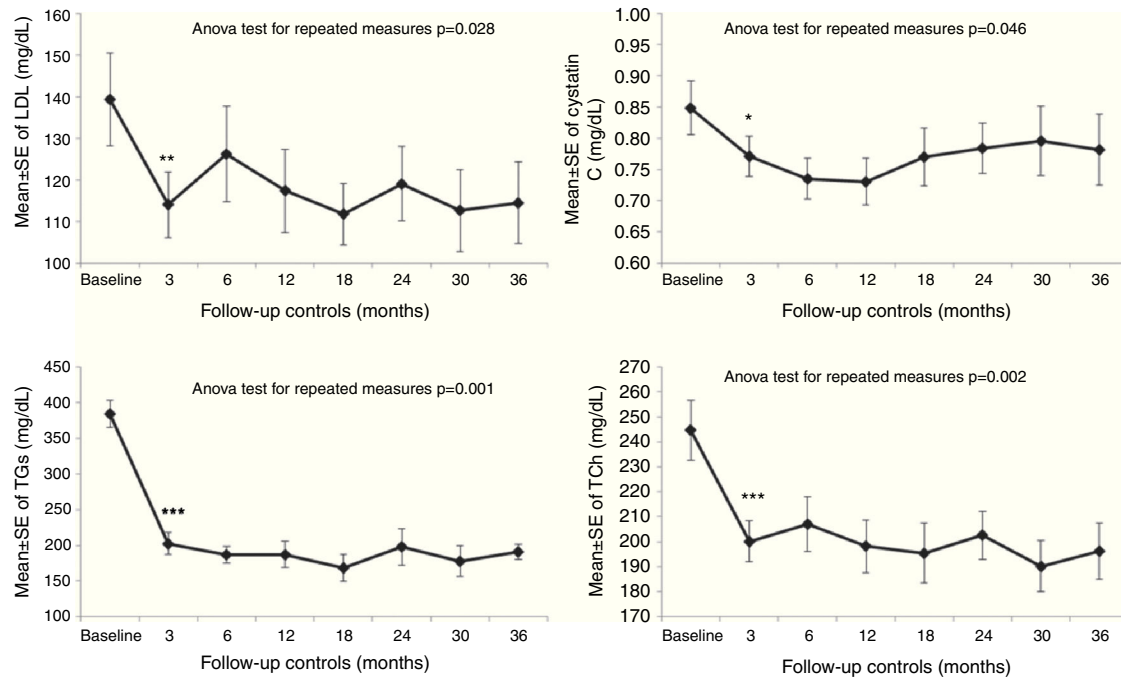 160
150
140
130
120
110
100
Mean±SE of LDL (mg/dL)
Anova test for repeated measures p=0.028
**
Baseline 3 6 12 18 24 30 36
Follow-up controls (months)
1.00
0.95
0.90
0.85
0.80
0.75
0.70
0.65
0.60
Mean±SE of cystatin
C (mg/dL)
Anova test for repeated measures p=0.046
*
Baseline 3 6 12 18 24 30 36
Follow-up controls (months)
450
400
350
300
250
200
150
100
Mean±SE of TGs (mg/dL)
Anova test for repeated measures p=0.001
***
Baseline 3 6 12 18 24 30 36
Follow-up controls (months)
270
260
250
240
230
220
210
200
190
180
170
Mean±SE of TCh (mg/dL)
Anova test for repeated measures p=0.002
***
Baseline 3 6 12 18 24 30 36
Follow-up controls (months)